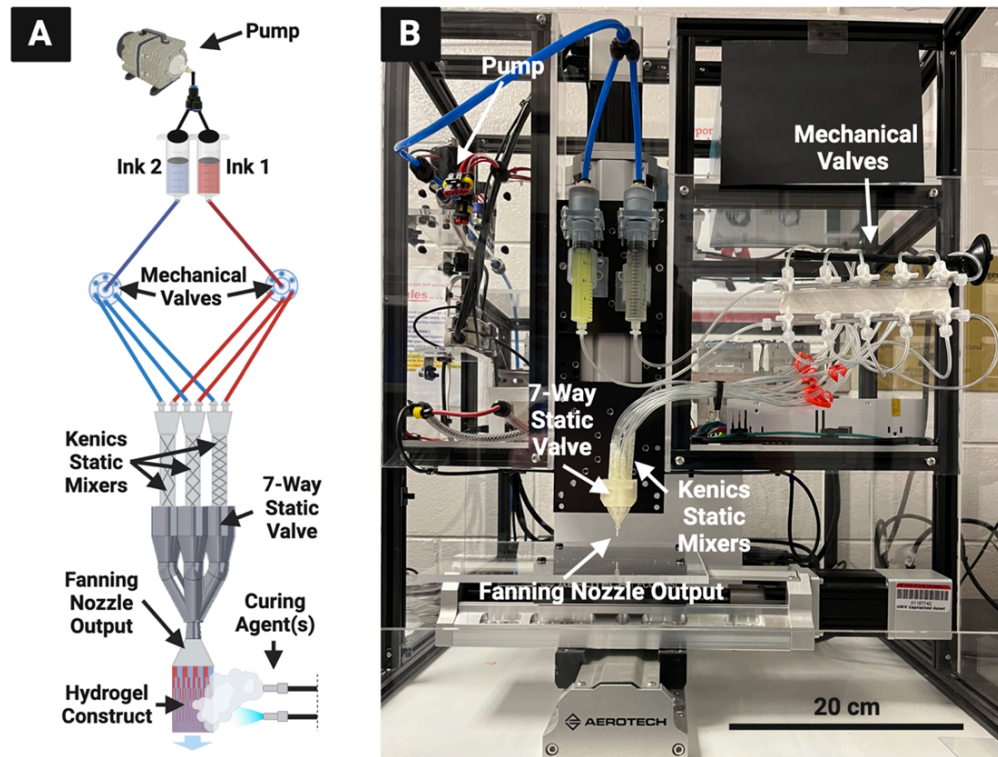 A
Pump
Ink 2
Ink 1
Mechanical
Valves
Kenics
Static
Mixers
7-Way
Static
Valve
Fanning
Nozzle
Output
Curing
Agent(s)
Hydrogel
Construct
B
Pump
Mechanical
Valves
7-Way
Static
Valve
Kenics
Static
Mixers
Fanning Nozzle Output
AEROTECH
20 cm